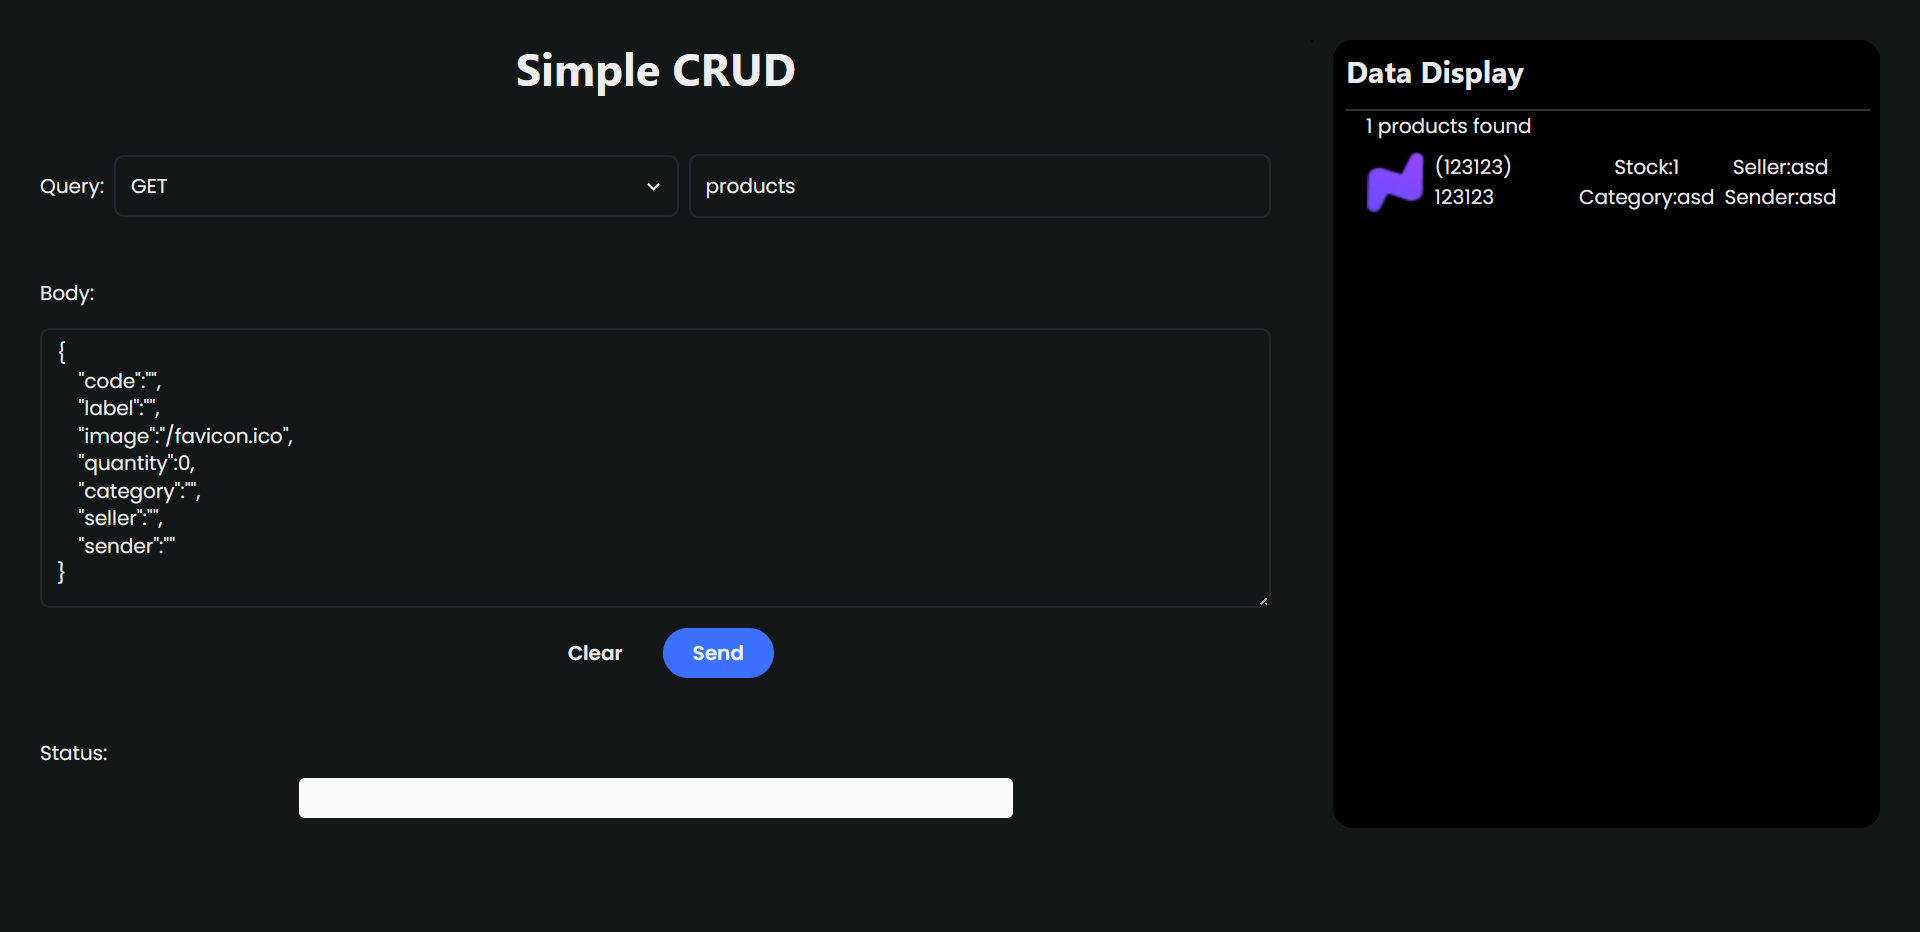 Simple CRUD
Query:
GET
products
Body:
{
"code":"",
"label":"",
"image":"/favicon.ico",
"quantity":0,
"category":"",
"seller":"",
"sender":""
}
Clear
Send
Status:
Data Display
1 products found
(123123)
123123
Stock:1
Category:asd
Seller:asd
Sender:asd